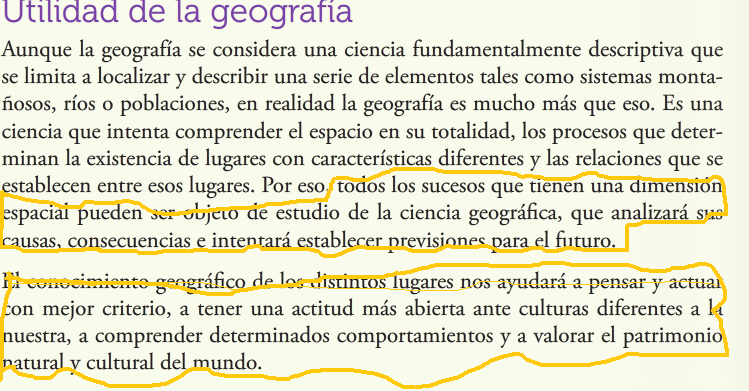 Utilidad de la geografía
Aunque la geografía se considera una ciencia fundamentalmente descriptiva que
se limita a localizar y describir una serie de elementos tales como sistemas monta-
ñosos, ríos o poblaciones, en realidad la geografía es mucho más que eso. Es una
ciencia que intenta comprender el espacio en su totalidad, los procesos que deter-
minan la existencia de lugares con características diferentes y las relaciones que se
establecen entre esos lugares. Por eso, todos los sucesos que tienen una dimensión
espacial pueden ser objeto de estudio de la ciencia geográfica, que analizará sus
causas, consecuencias e intentará establecer previsiones para el futuro.
El conocimiento geográfico de los distintos lugares nos ayudará a pensar y actuar
con mejor criterio, a tener una actitud más abierta ante culturas diferentes a la
nuestra, a comprender determinados comportamientos y a valorar el patrimonio
natural y cultural del mundo.